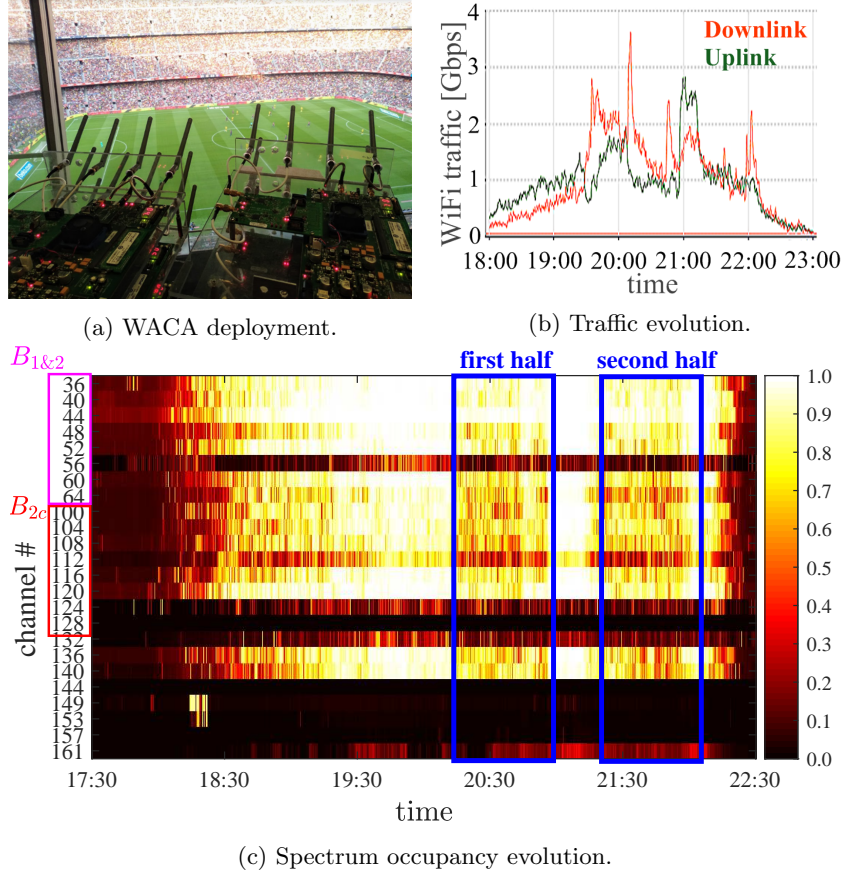 4
3
2
1
0
WiFi traffic [Gbps]
Downlink
Uplink
18:00 19:00 20:00 21:00 22:00 23:00
time
(a) WACA deployment.
(b) Traffic evolution.
B1&2
first half second half
36
40
44
48
52
56
60
64
B2c
100
104
108
112
116
120
124
128
132
136
140
144
149
153
157
161
channel #
1.0
0.9
0.8
0.7
0.6
0.5
0.4
0.3
0.2
0.1
0.0
17:30 18:30 19:30 20:30 21:30 22:30
time
(c) Spectrum occupancy evolution.